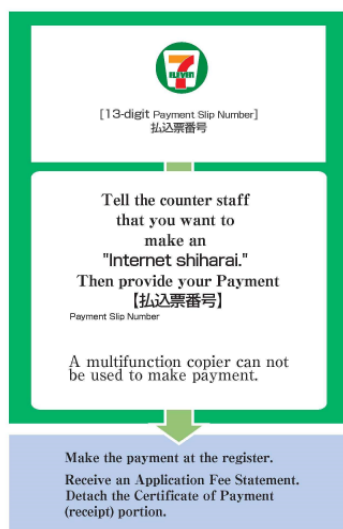 7
ELEVEn
[13-digit Payment Slip Number]
払込票番号
Tell the counter staff
that you want to
make an
"Internet shiharai."
Then provide your Payment
【払込票番号】
Payment Slip Number
A multifunction copier can not
be used to make payment.
Make the payment at the register.
Receive an Application Fee Statement.
Detach the Certificate of Payment
(receipt) portion.